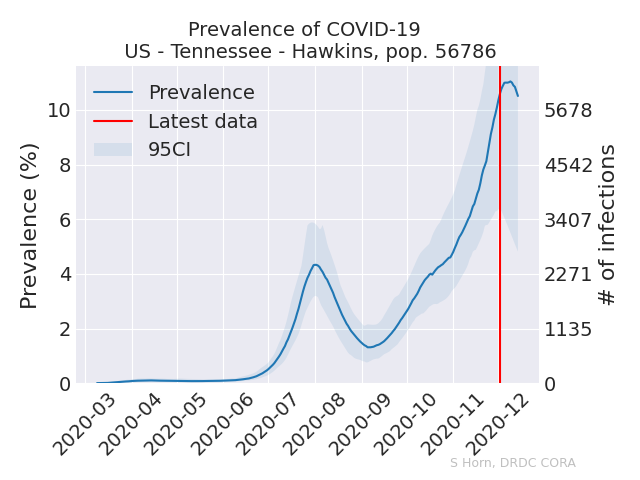 Prevalence of COVID-19
US - Tennessee - Hawkins, pop. 56786
Prevalence
Latest data
95CI
Prevalence (%)
10
8
6
4
2
0
5678
4542
3407
2271
1135
0
# of infections
2020-03
2020-04
2020-05
2020-06
2020-07
2020-08
2020-09
2020-10
2020-11
2020-12
S Horn, DRDC CORA